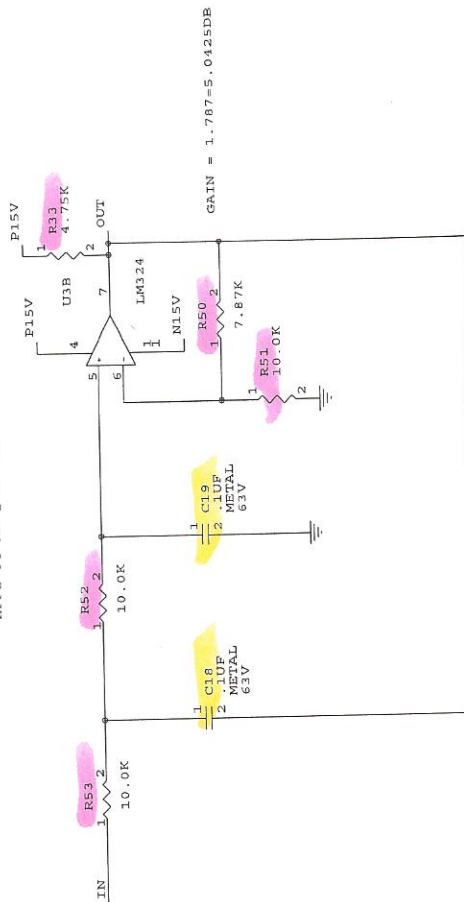 P15V
1
R33
4.75K
2
OUT
P15V
U3B
4
5
+
7
6
-
LM324
11
N15V
GAIN = 1.787=5.0425DB
1
R50
2
7.87K
1
R51
10.0K
2
1
R52
2
10.0K
1
C19
2
.1UF
METAL
63V
1
C18
2
.1UF
METAL
63V
R53
1
2
10.0K
IN